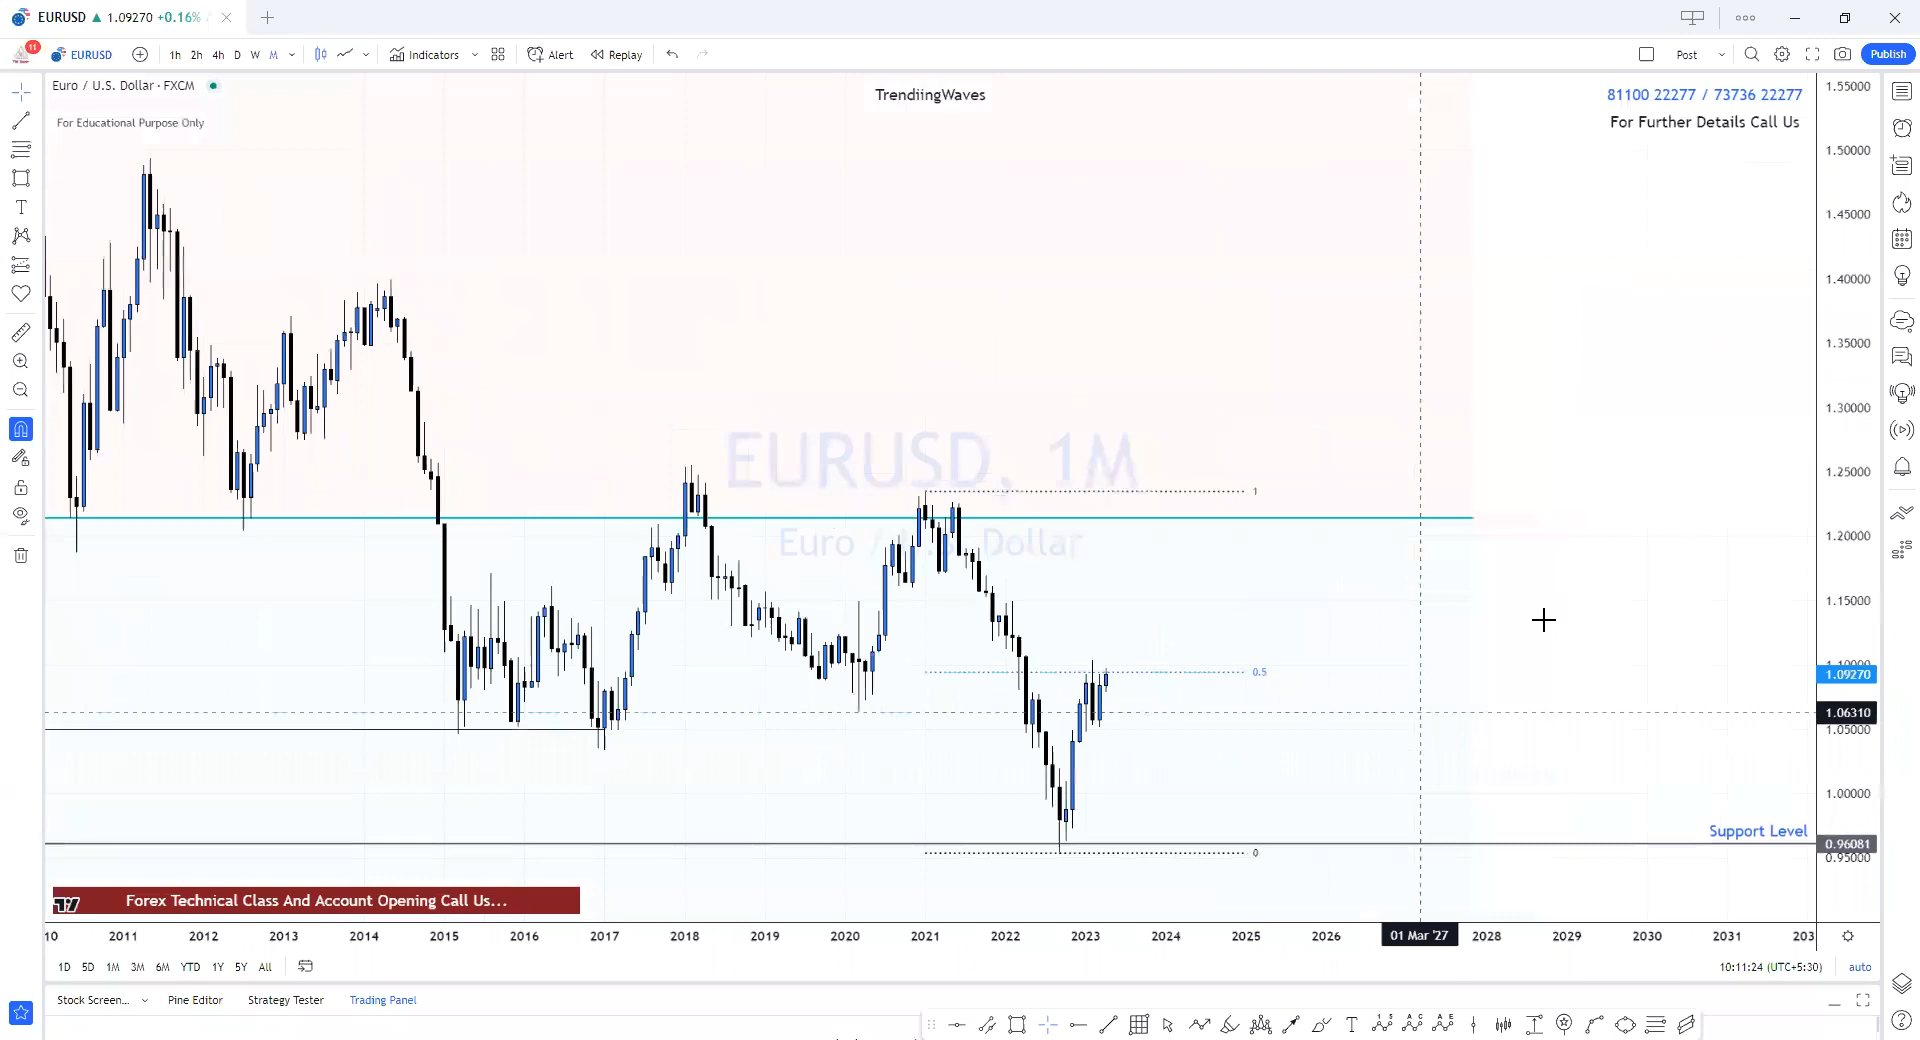 EURUSD ▲ 1.09270 +0.16%
11
EURUSD
1h 2h 4h D W M
Indicators
Alert
Replay
Post
Publish
Euro / U.S. Dollar · FXCM
For Educational Purpose Only
TrendiingWaves
81100 22277 / 73736 22277
For Further Details Call Us
1.55000
1.50000
1.45000
1.40000
1.35000
1.30000
1.25000
1.20000
1.15000
1.10000
1.09270
1.06310
1.05000
1.00000
0.96081
0.95000
EURUSD, 1M
Euro / U.S. Dollar
1
0.5
0
Support Level
Forex Technical Class And Account Opening Call Us...
10 2011 2012 2013 2014 2015 2016 2017 2018 2019 2020 2021 2022 2023 2024 2025 2026 01 Mar '27 2028 2029 2030 2031 203
1D 5D 1M 3M 6M YTD 1Y 5Y All
10:11:24 (UTC+5:30)
auto
Stock Screen... Pine Editor Strategy Tester Trading Panel